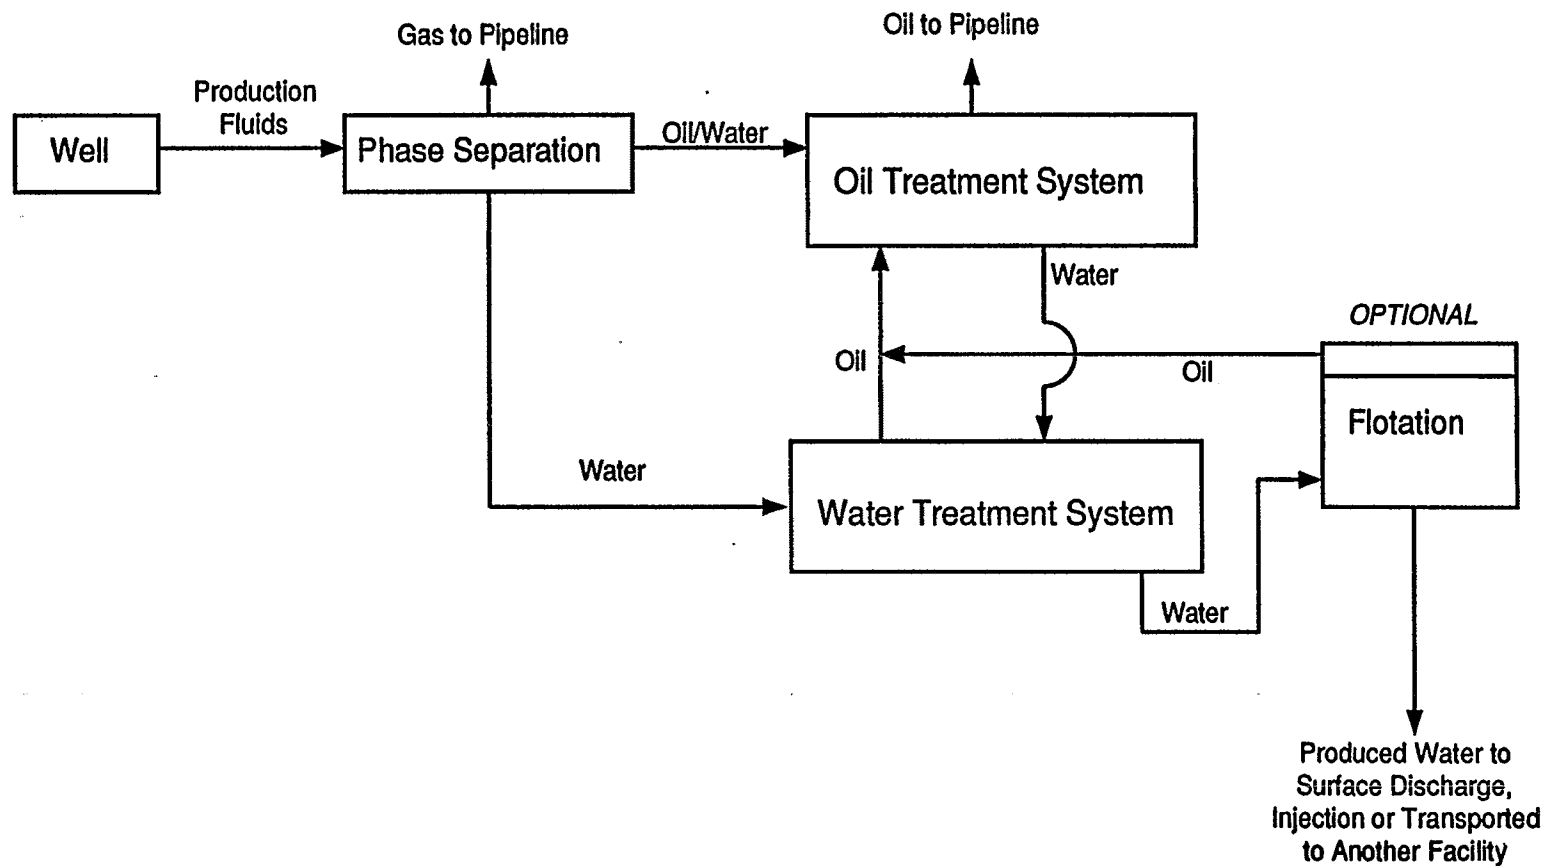 Gas to Pipeline
Oil to Pipeline
Production
Fluids
Well
Phase Separation
Oil/Water
Oil Treatment System
Water
OPTIONAL
Oil
Oil
Flotation
Water
Water Treatment System
Water
Produced Water to
Surface Discharge,
Injection or Transported
to Another Facility